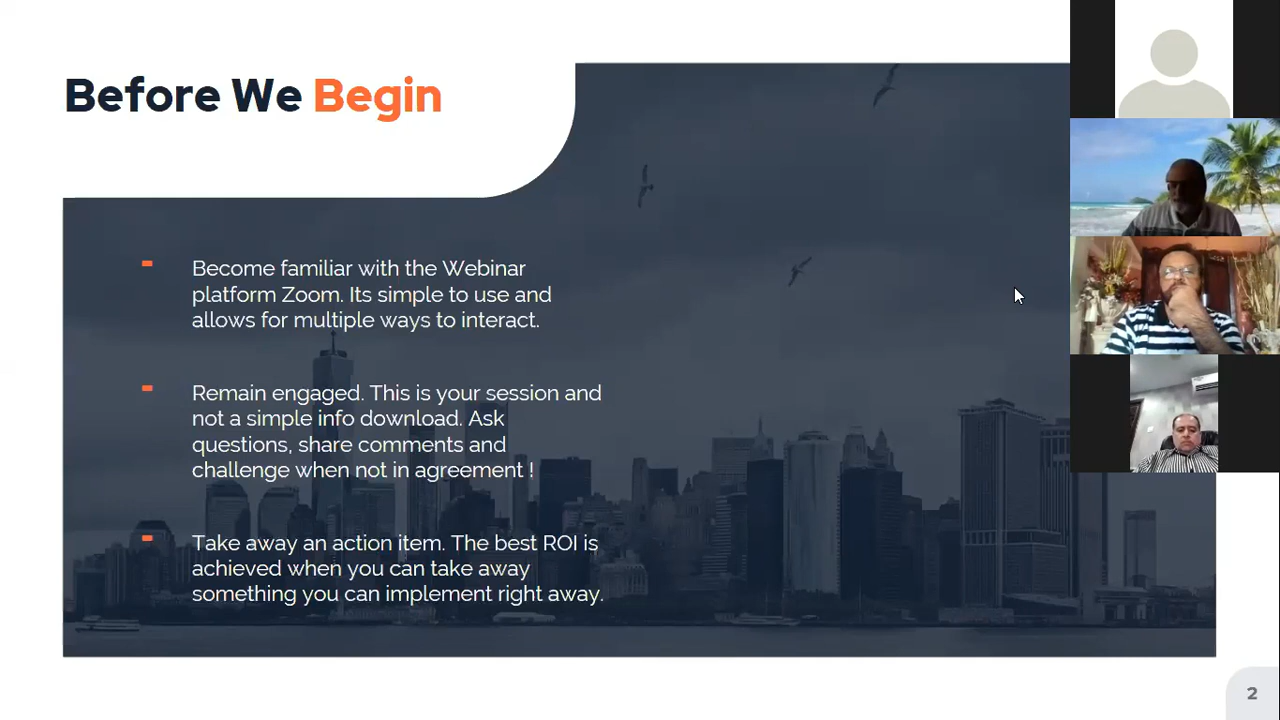 Before We Begin
Become familiar with the Webinar
platform Zoom. Its simple to use and
allows for multiple ways to interact.
Remain engaged. This is your session and
not a simple info download. Ask
questions, share comments and
challenge when not in agreement !
Take away an action item. The best ROI is
achieved when you can take away
something you can implement right away.
2